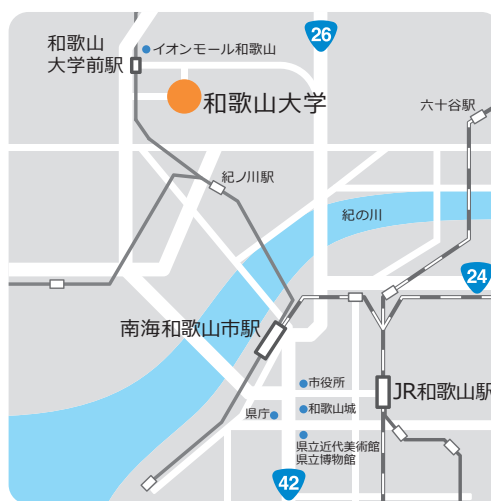 26
和歌山
大学前駅
イオンモール和歌山
和歌山大学
六十谷駅
紀ノ川駅
紀の川
24
南海和歌山市駅
市役所
JR和歌山駅
県庁
和歌山城
県立近代美術館
県立博物館
42